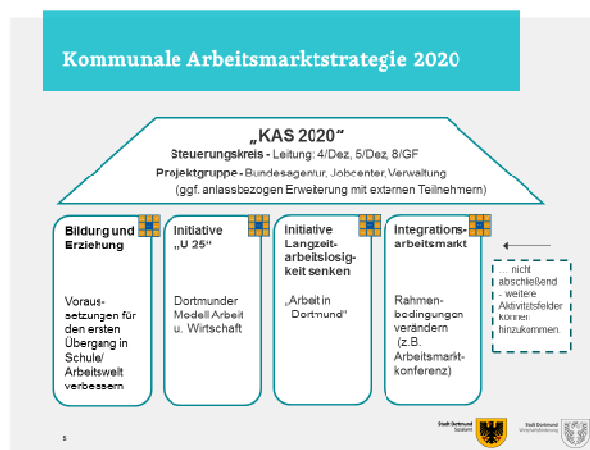 Kommunale Arbeitsmarktstrategie 2020
„KAS 2020“
Steuerungskreis - Leitung: 4/Dez, 5/Dez, 8/GF
Projektgruppe - Bundesagentur, Jobcenter, Verwaltung
(ggf. anlassbezogen Erweiterung mit externen Teilnehmern)
Bildung und
Erziehung
Voraus-
setzungen für
den ersten
Übergang in
Schule/
Arbeitswelt
verbessern
Initiative
„U 25“
Dortmunder
Modell Arbeit
u. Wirtschaft
Initiative
Langzeit-
arbeitslosig-
keit senken
„Arbeit in
Dortmund“
Integrations-
arbeitsmarkt
Rahmen-
bedingungen
verändern
(z.B.
Arbeitsmarkt-
konferenz)
... nicht
abschließend
- weitere
Aktivitätsfelder
können
hinzukommen.
Stadt Dortmund
Sozialamt
Stadt Dortmund
Wirtschaftsförderung